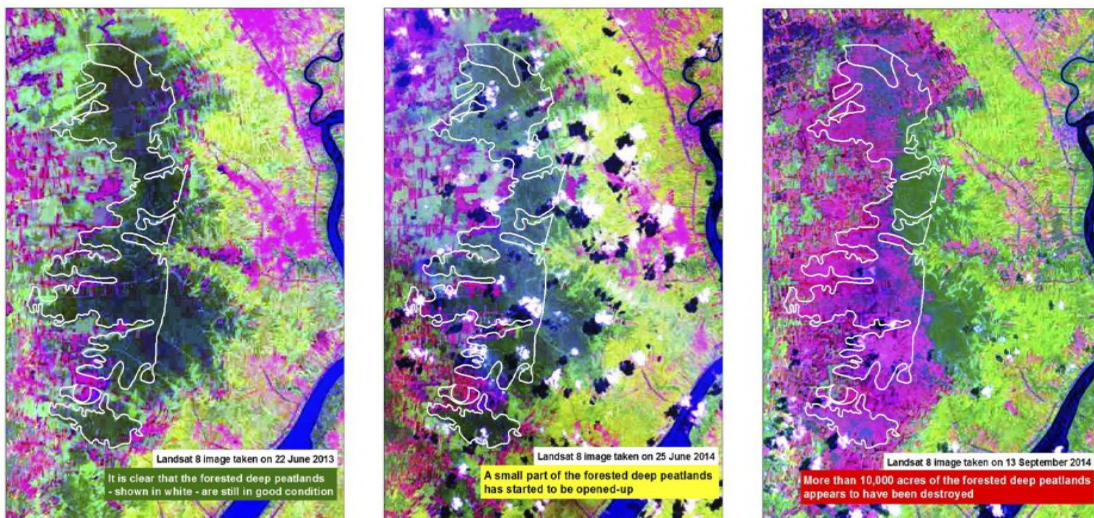 Landsat 8 image taken on 22 June 2013
It is clear that the forested deep peatlands
- shown in white - are still in good condition
Landsat 8 image taken on 25 June 2014
A small part of the forested deep peatlands
has started to be opened-up
Landsat 8 image taken on 13 September 2014
More than 10,000 acres of the forested deep peatlands
appears to have been destroyed